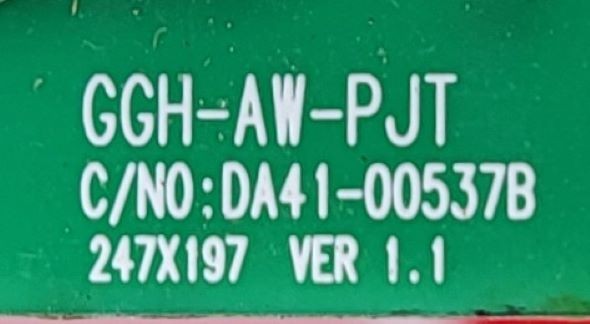 GGH-AW-PJT
C/NO:DA41-00537B
247X197 VER 1.1